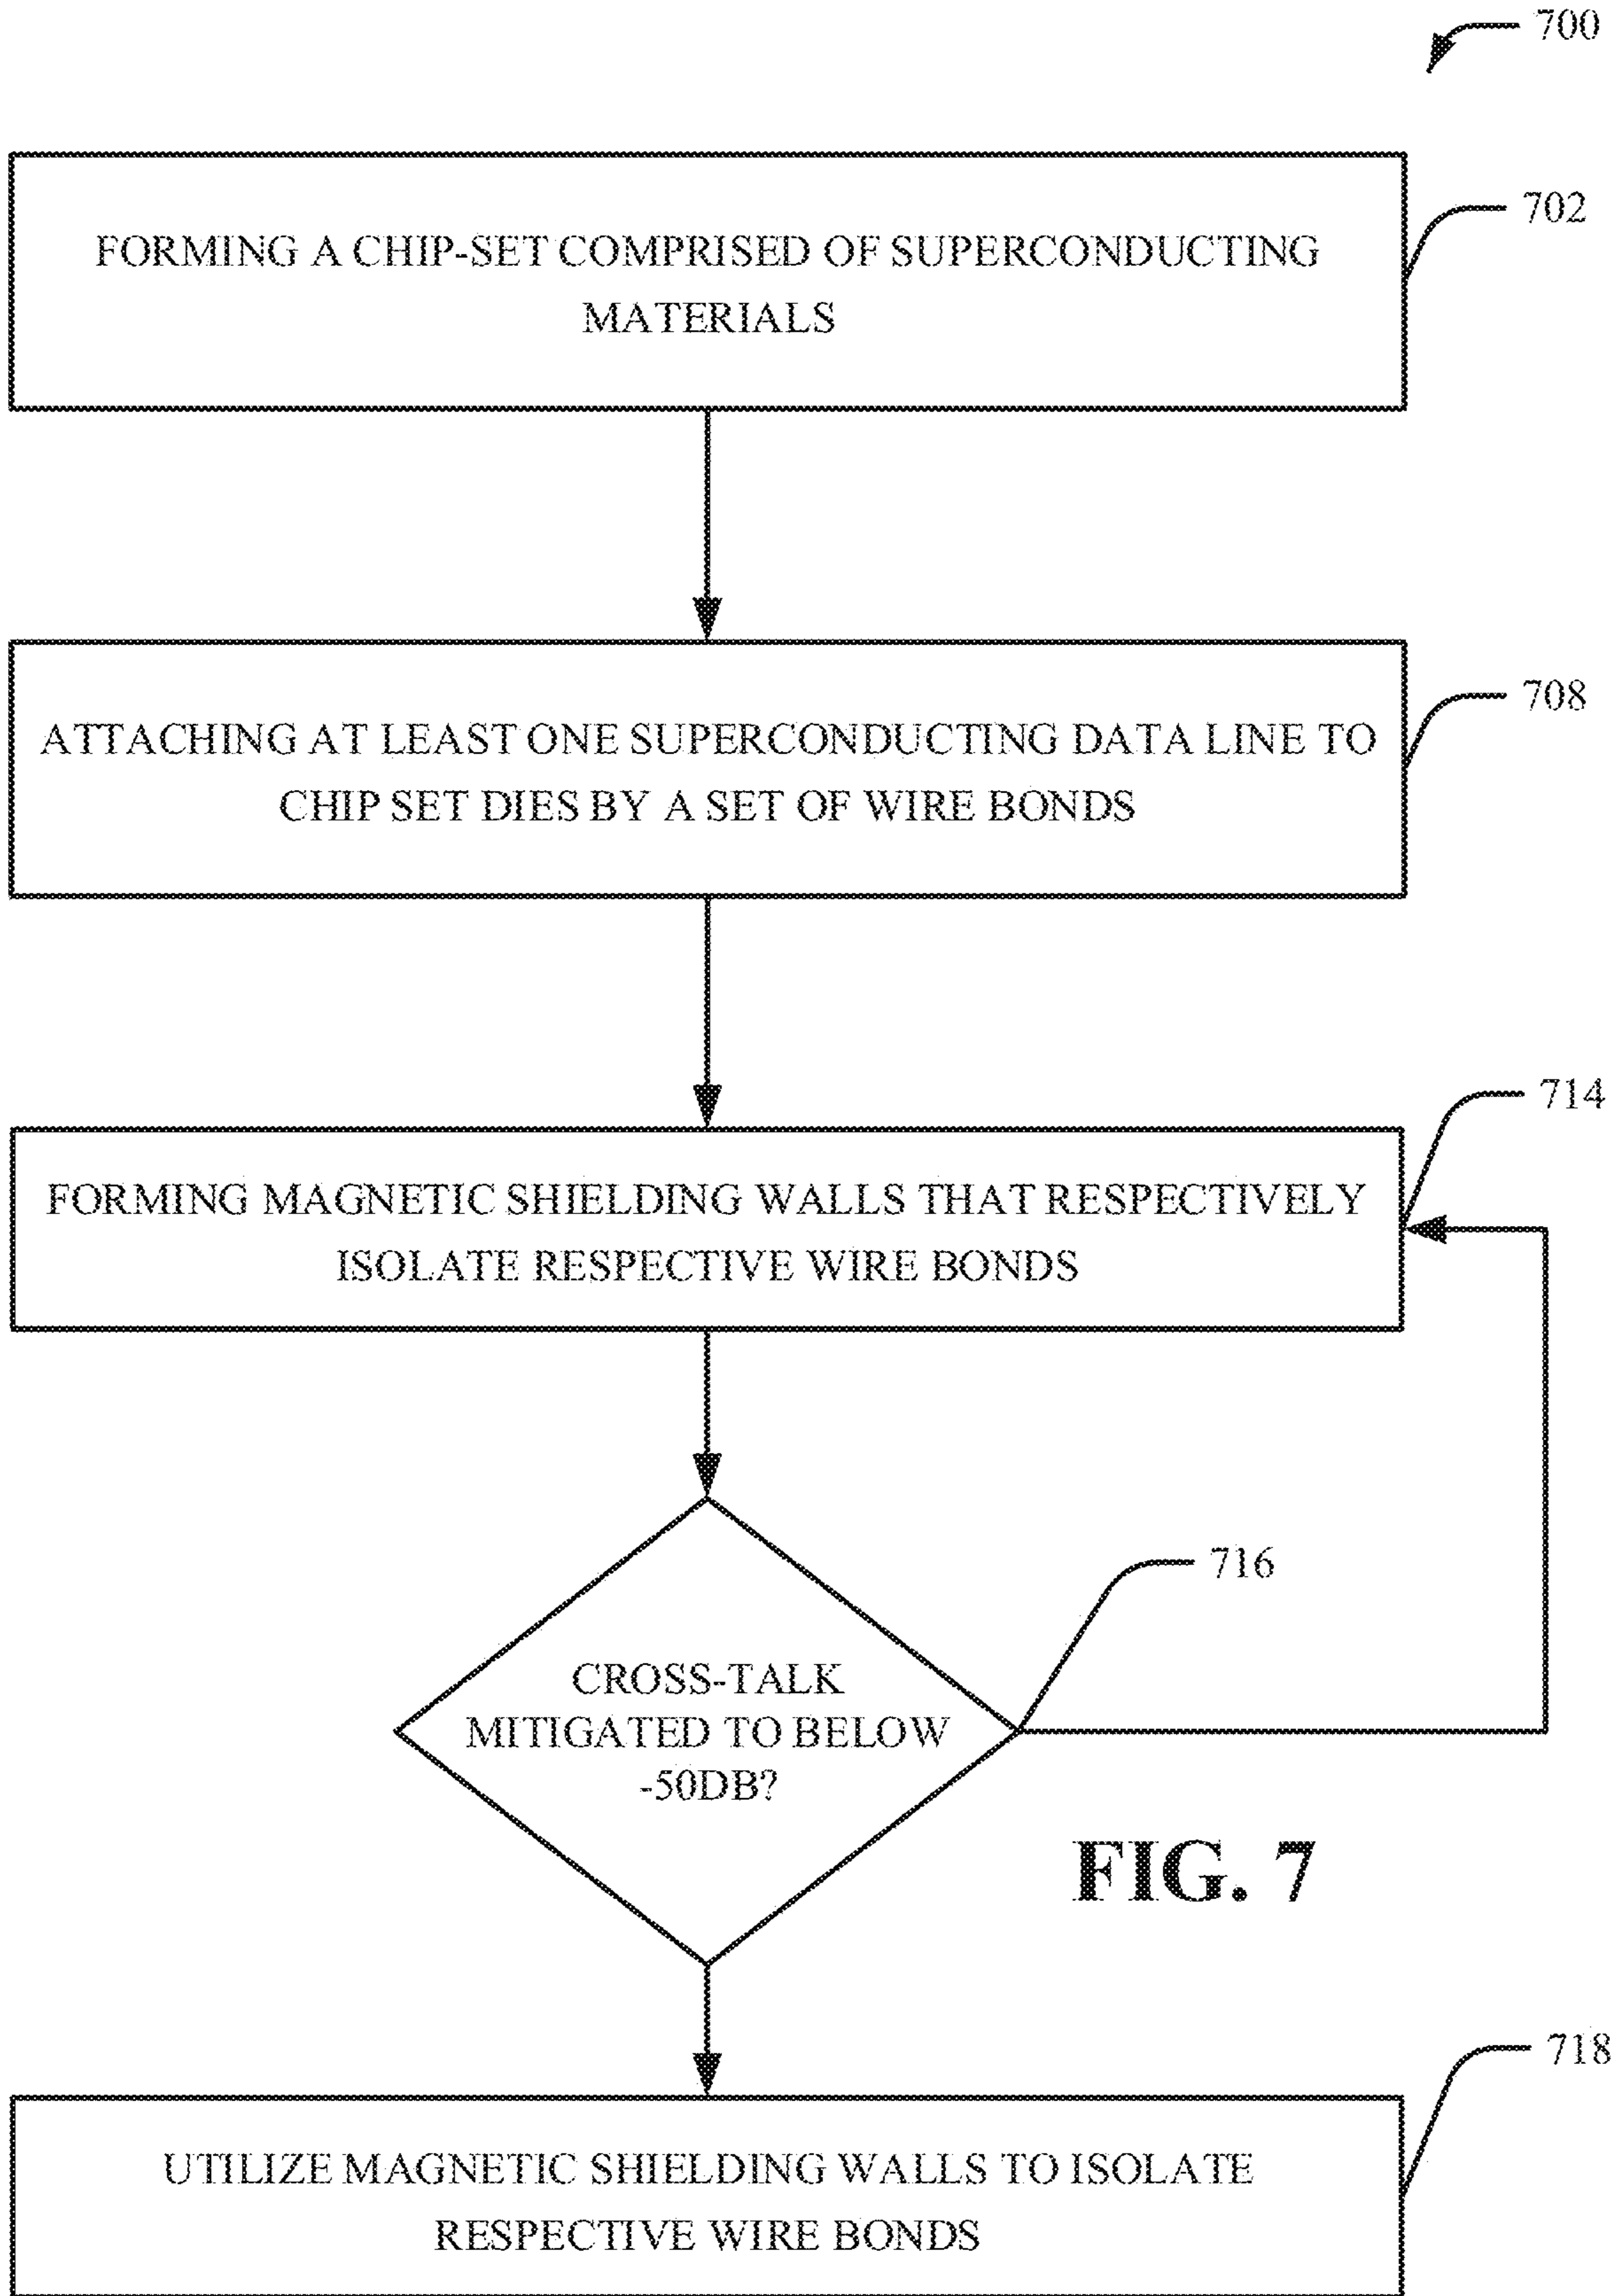 700
FORMING A CHIP-SET COMPRISED OF SUPERCONDUCTING
MATERIALS
702
ATTACHING AT LEAST ONE SUPERCONDUCTING DATA LINE TO
CHIP SET DIES BY A SET OF WIRE BONDS
708
FORMING MAGNETIC SHIELDING WALLS THAT RESPECTIVELY
ISOLATE RESPECTIVE WIRE BONDS
714
CROSS-TALK
MITIGATED TO BELOW
-50DB?
716
FIG. 7
UTILIZE MAGNETIC SHIELDING WALLS TO ISOLATE
RESPECTIVE WIRE BONDS
718